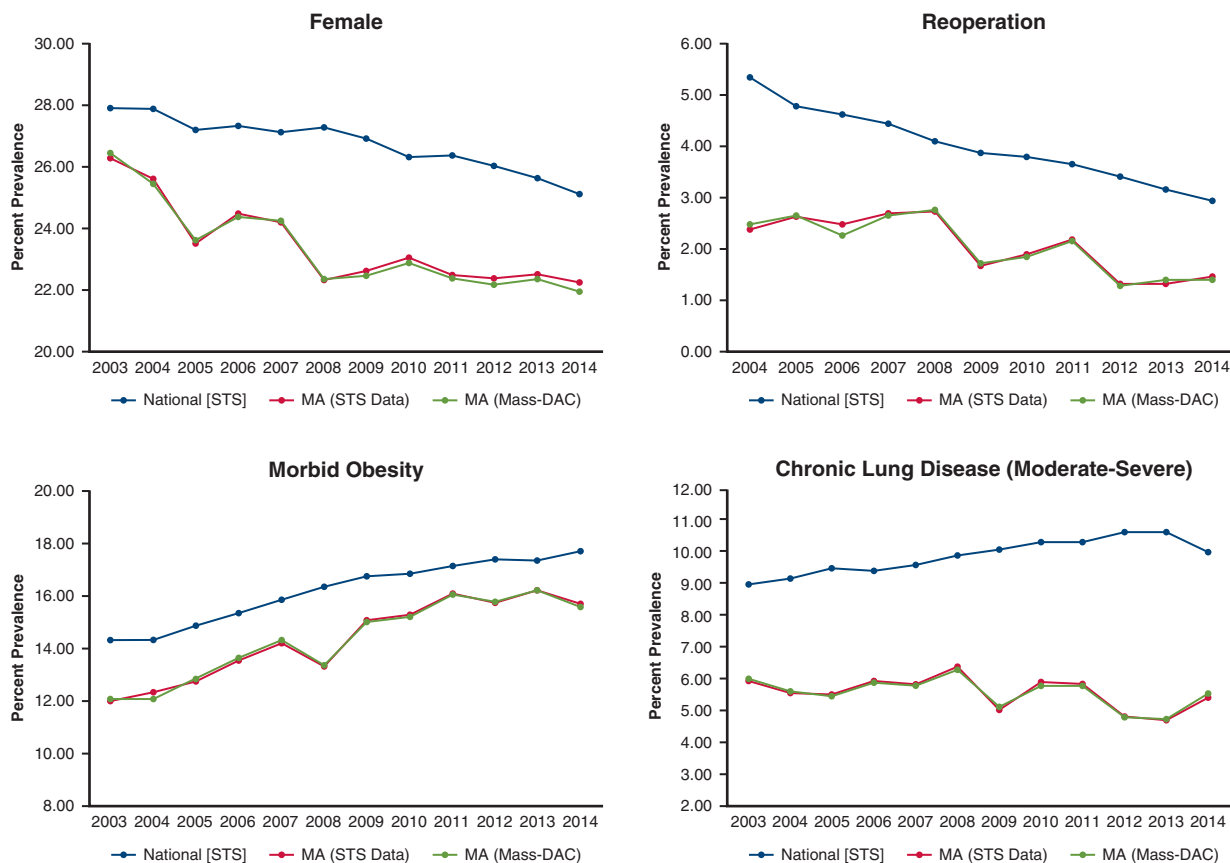 Female
Percent Prevalence
30.00
28.00
26.00
24.00
22.00
20.00
2003 2004 2005 2006 2007 2008 2009 2010 2011 2012 2013 2014
National [STS] MA (STS Data) MA (Mass-DAC)
Reoperation
Percent Prevalence
6.00
5.00
4.00
3.00
2.00
1.00
0.00
2004 2005 2006 2007 2008 2009 2010 2011 2012 2013 2014
National [STS] MA (STS Data) MA (Mass-DAC)
Morbid Obesity
Percent Prevalence
20.00
18.00
16.00
14.00
12.00
10.00
8.00
2003 2004 2005 2006 2007 2008 2009 2010 2011 2012 2013 2014
National [STS] MA (STS Data) MA (Mass-DAC)
Chronic Lung Disease (Moderate-Severe)
Percent Prevalence
12.00
11.00
10.00
9.00
8.00
7.00
6.00
5.00
4.00
3.00
2.00
2003 2004 2005 2006 2007 2008 2009 2010 2011 2012 2013 2014
National [STS] MA (STS Data) MA (Mass-DAC)